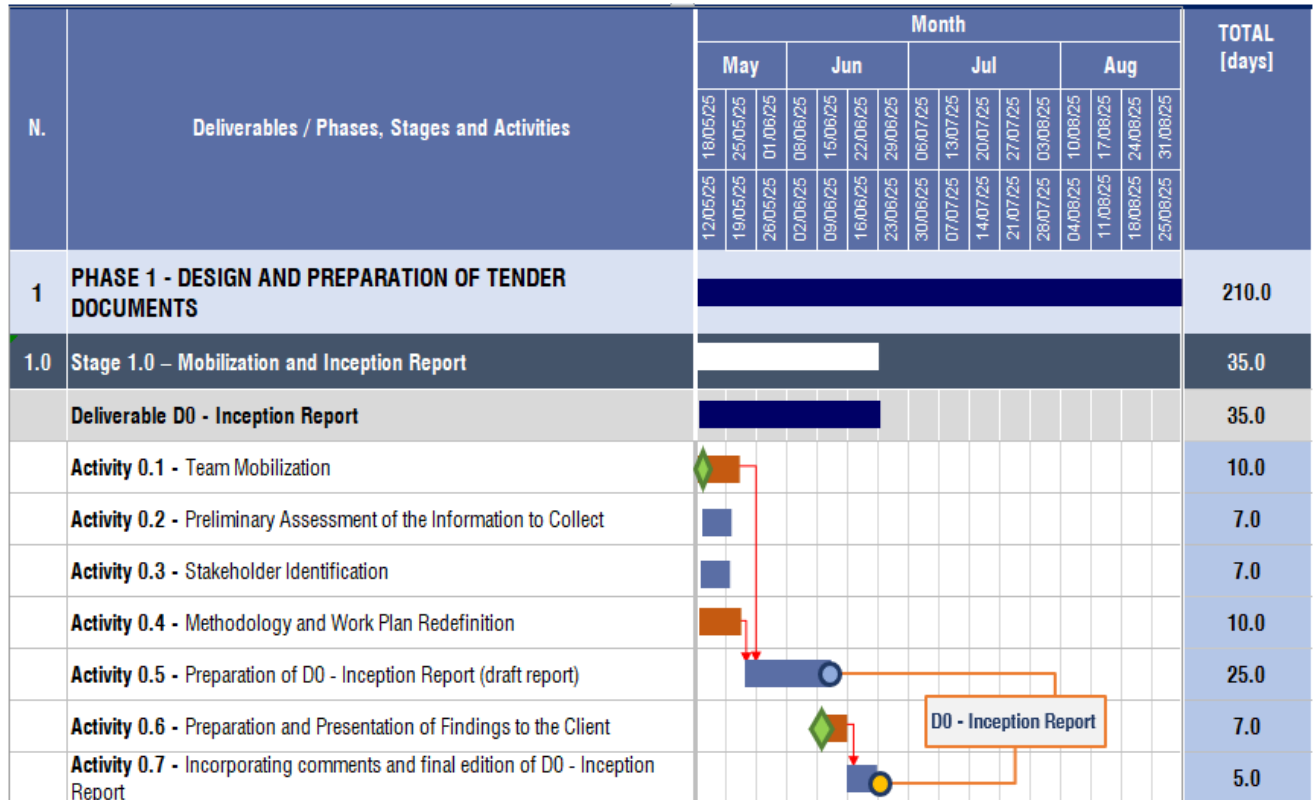 Month
TOTAL
[days]
May Jun Jul Aug
N. Deliverables / Phases, Stages and Activities
18/05/25 25/05/25 01/06/25 08/06/25 15/06/25 22/06/25 29/06/25 06/07/25 13/07/25 20/07/25 27/07/25 03/08/25 10/08/25 17/08/25 24/08/25 31/08/25
12/05/25 19/05/25 26/05/25 02/06/25 09/06/25 16/06/25 23/06/25 30/06/25 07/07/25 14/07/25 21/07/25 28/07/25 04/08/25 11/08/25 18/08/25 25/08/25
1 PHASE 1 - DESIGN AND PREPARATION OF TENDER
DOCUMENTS
210.0
1.0 Stage 1.0 – Mobilization and Inception Report 35.0
Deliverable D0 - Inception Report 35.0
Activity 0.1 - Team Mobilization 10.0
Activity 0.2 - Preliminary Assessment of the Information to Collect 7.0
Activity 0.3 - Stakeholder Identification 7.0
Activity 0.4 - Methodology and Work Plan Redefinition 10.0
Activity 0.5 - Preparation of D0 - Inception Report (draft report) 25.0
Activity 0.6 - Preparation and Presentation of Findings to the Client 7.0
D0 - Inception Report
Activity 0.7 - Incorporating comments and final edition of D0 - Inception
Report
5.0